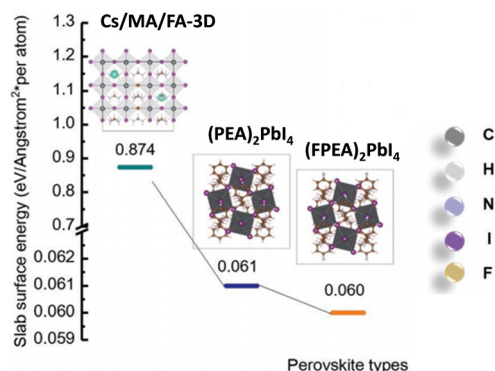 Cs/MA/FA-3D
(PEA)₂PbI₄
(FPEA)₂PbI₄
Slab surface energy (eV/Angstrom²*per atom)
1.3
1.2
1.1
1.0
0.9
0.8
0.7
0.062
0.061
0.060
0.059
0.874
0.061
0.060
C
H
N
I
F
Perovskite types